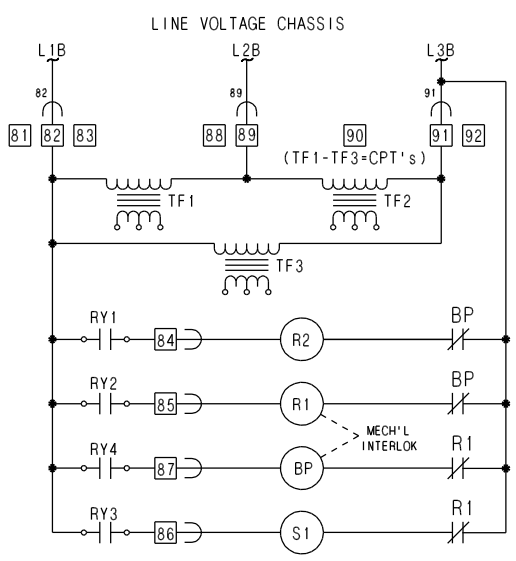 LINE VOLTAGE CHASSIS
L1B L2B L3B
82 89 91
81 82 83 88 89 90 91 92
(TF1-TF3=CPT's)
TF1 TF2
TF3
RY1 84 R2 BP
RY2 85 R1 BP
MECH'L
INTERLOK
RY4 87 BP R1
RY3 86 S1 R1